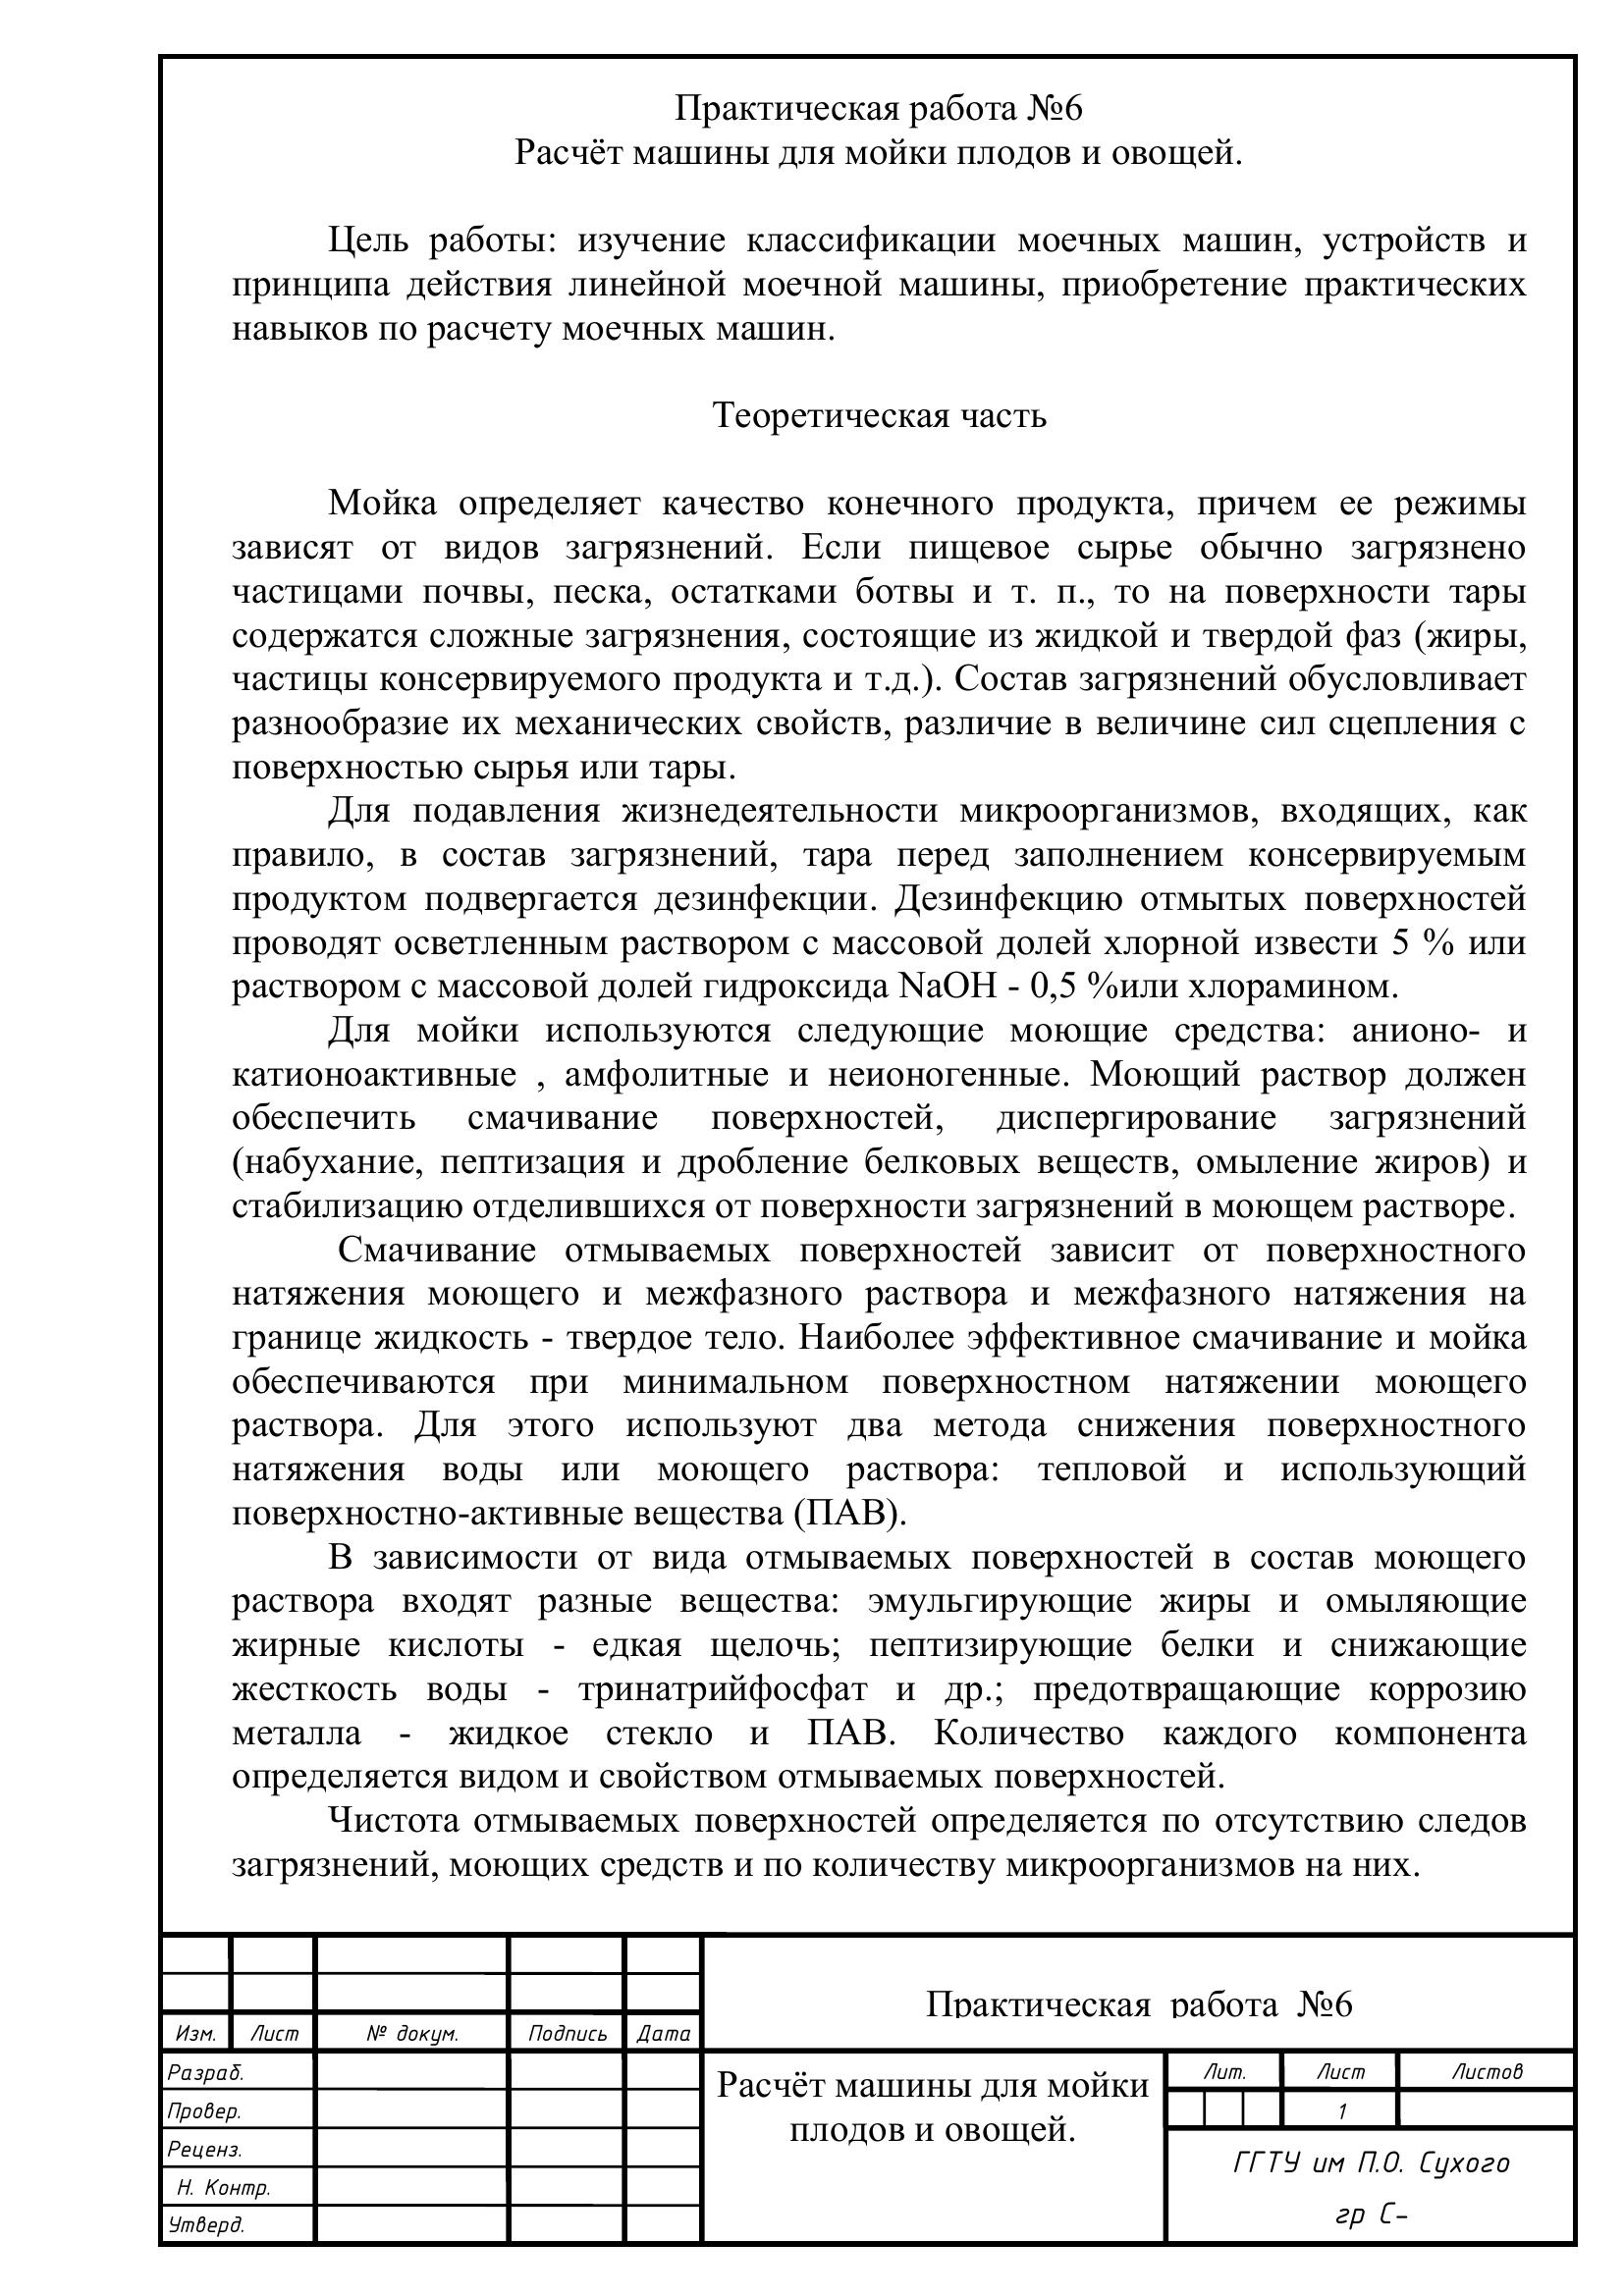 Практическая работа №6
Расчёт машины для мойки плодов и овощей.
Цель работы: изучение классификации моечных машин, устройств и
принципа действия линейной моечной машины, приобретение практических
навыков по расчету моечных машин.
Теоретическая часть
Мойка определяет качество конечного продукта, причем ее режимы
зависят от видов загрязнений. Если пищевое сырье обычно загрязнено
частицами почвы, песка, остатками ботвы и т. п., то на поверхности тары
содержатся сложные загрязнения, состоящие из жидкой и твердой фаз (жиры,
частицы консервируемого продукта и т.д.). Состав загрязнений обусловливает
разнообразие их механических свойств, различие в величине сил сцепления с
поверхностью сырья или тары.
Для подавления жизнедеятельности микроорганизмов, входящих, как
правило, в состав загрязнений, тара перед заполнением консервируемым
продуктом подвергается дезинфекции. Дезинфекцию отмытых поверхностей
проводят осветленным раствором с массовой долей хлорной извести 5 % или
раствором с массовой долей гидроксида NaOH - 0,5 %или хлорамином.
Для мойки используются следующие моющие средства: анионо- и
катионоактивные , амфолитные и неионогенные. Моющий раствор должен
обеспечить смачивание поверхностей, диспергирование загрязнений
(набухание, пептизация и дробление белковых веществ, омыление жиров) и
стабилизацию отделившихся от поверхности загрязнений в моющем растворе.
Смачивание отмываемых поверхностей зависит от поверхностного
натяжения моющего и межфазного раствора и межфазного натяжения на
границе жидкость - твердое тело. Наиболее эффективное смачивание и мойка
обеспечиваются при минимальном поверхностном натяжении моющего
раствора. Для этого используют два метода снижения поверхностного
натяжения воды или моющего раствора: тепловой и использующий
поверхностно-активные вещества (ПАВ).
В зависимости от вида отмываемых поверхностей в состав моющего
раствора входят разные вещества: эмульгирующие жиры и омыляющие
жирные кислоты - едкая щелочь; пептизирующие белки и снижающие
жесткость воды - тринатрийфосфат и др.; предотвращающие коррозию
металла - жидкое стекло и ПАВ. Количество каждого компонента
определяется видом и свойством отмываемых поверхностей.
Чистота отмываемых поверхностей определяется по отсутствию следов
загрязнений, моющих средств и по количеству микроорганизмов на них.
Практическая работа №6
Изм. Лист № докум. Подпись Дата
Разраб.
Провер.
Реценз.
Н. Контр.
Утверд.
Расчёт машины для мойки
плодов и овощей.
Лит. Лист Листов
1
ГГТУ им П.О. Сухого
гр С-